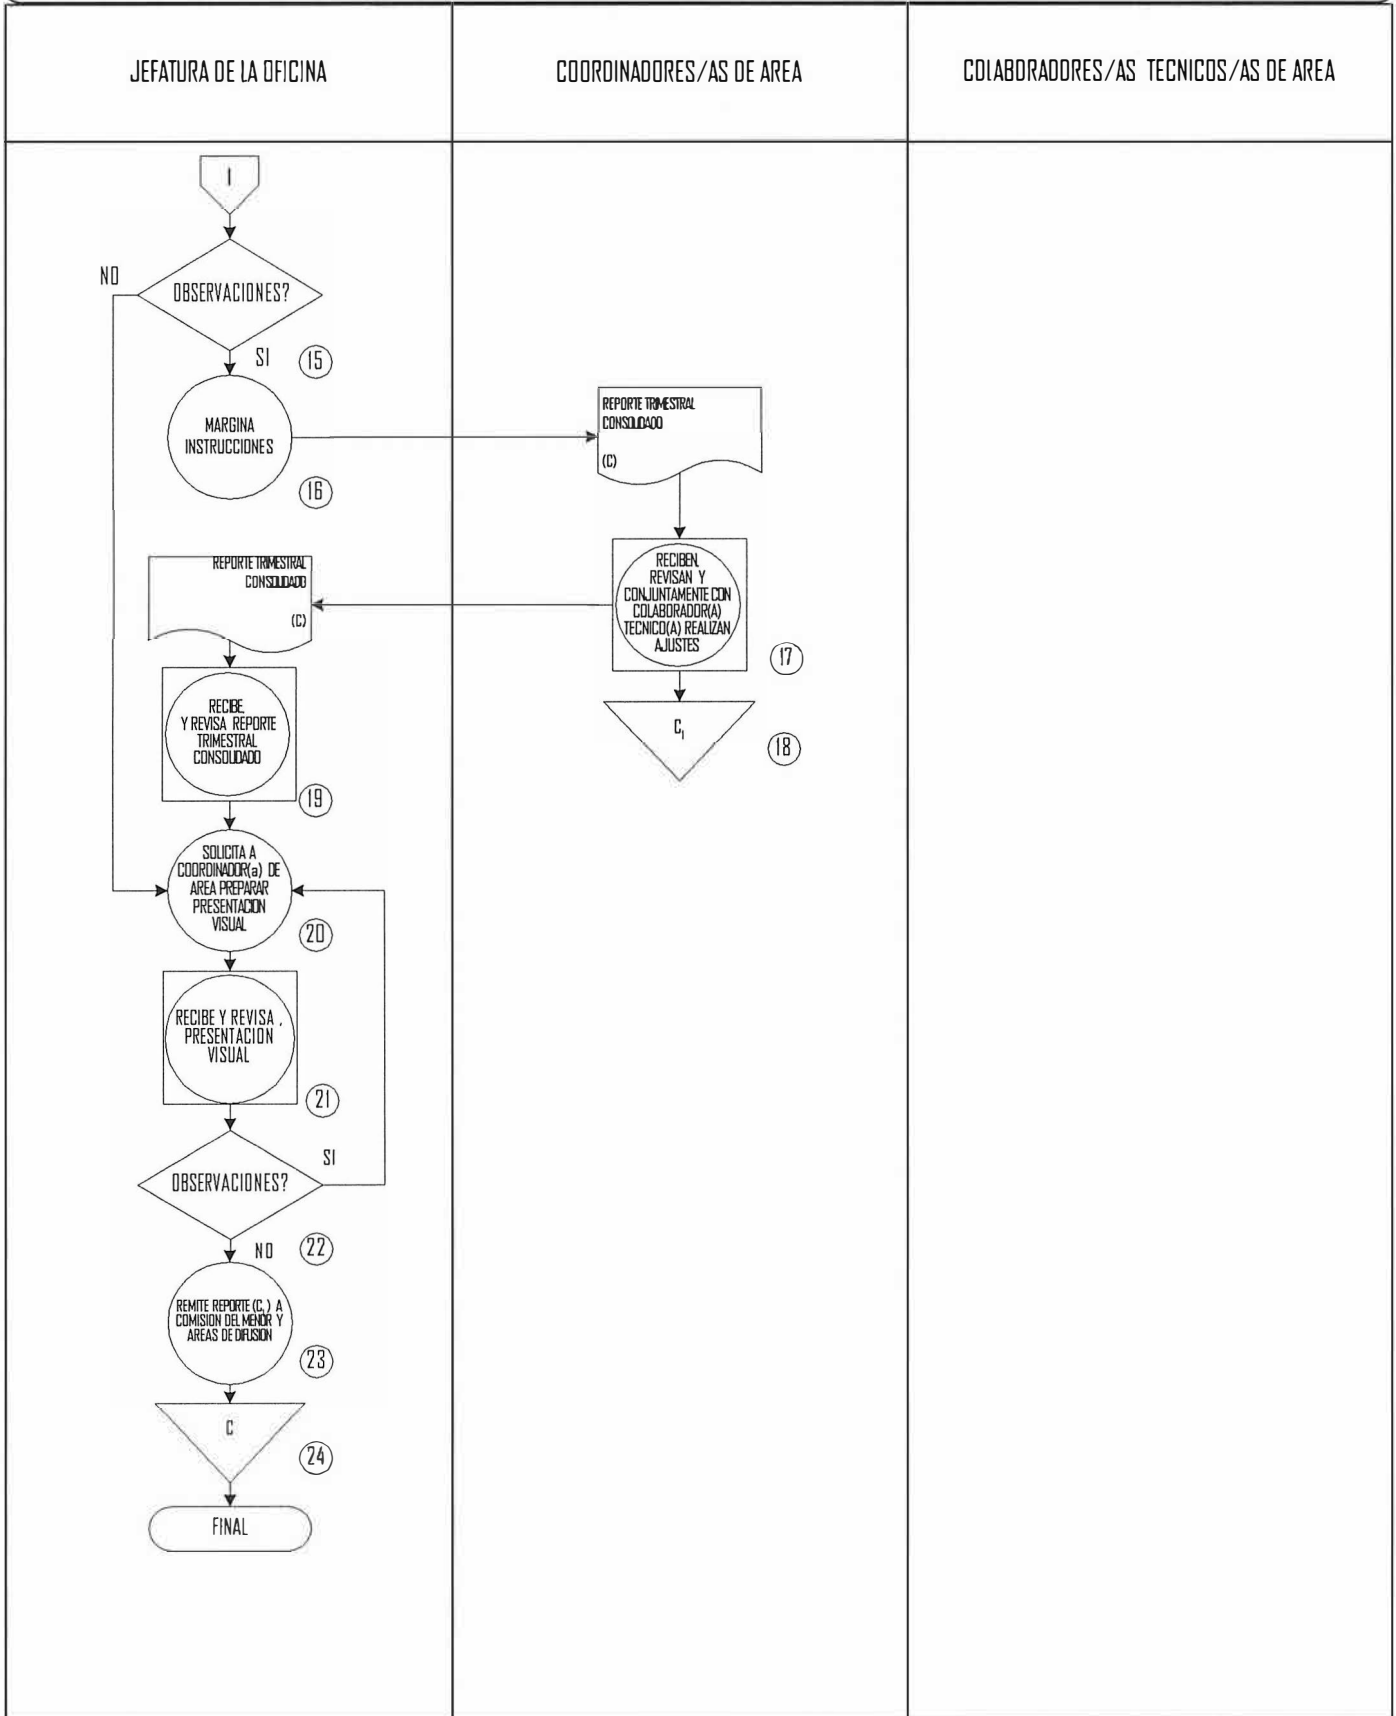 JEFATURA DE LA OFICINA
COORDINADORES/AS DE AREA
COLABORADORES/AS TECNICOS/AS DE AREA
1
OBSERVACIONES?
NO
SI
15
MARGINA
INSTRUCCIONES
16
REPORTE TRIMESTRAL
CONSOLIDADO
(C)
RECIBEN,
REVISAN Y
CONJUNTAMENTE CON
COLABORADOR(A)
TECNICO(A) REALIZAN
AJUSTES
17
C1
18
REPORTE TRIMESTRAL
CONSOLIDADO
(C)
RECIBE,
Y REVISA REPORTE
TRIMESTRAL
CONSOLIDADO
19
SOLICITA A
COORDINADOR(a) DE
AREA PREPARAR
PRESENTACION
VISUAL
20
RECIBE Y REVISA ,
PRESENTACION
VISUAL
21
OBSERVACIONES?
SI
NO
22
REMITE REPORTE (C1) A
COMISION DEL MENOR Y
AREAS DE DIFUSION
23
C
24
FINAL